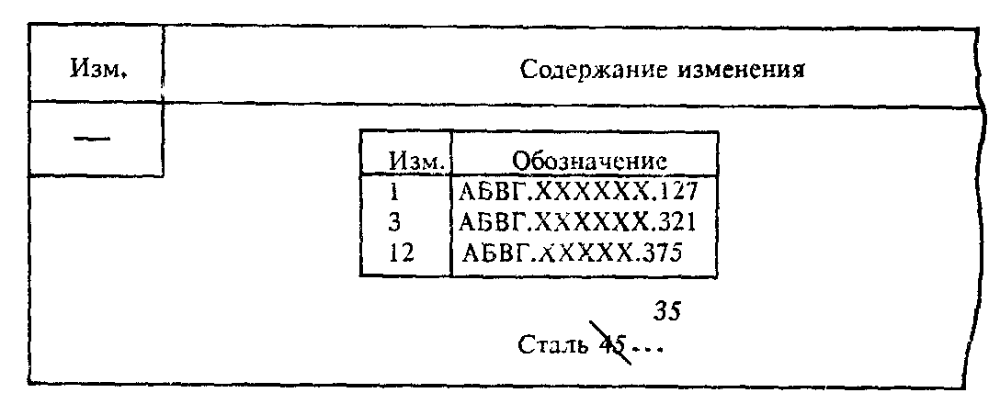 Изм. Содержание изменения
—
Изм. Обозначение
1 АБВГ.XXXXXX.127
3 АБВГ.XXXXXX.321
12 АБВГ.XXXXX.375
35
Сталь 45...